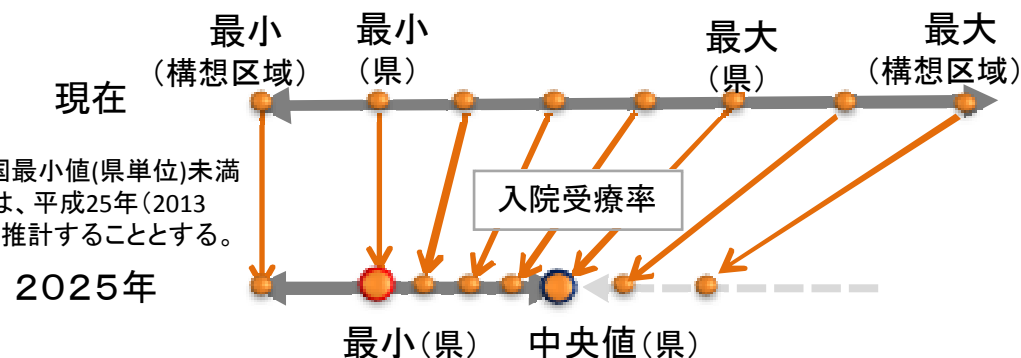 最小
(構想区域)
最小
(県)
最大
(県)
最大
(構想区域)
現在
国最小値(県単位)未満
は、平成25年(2013
推計することとする。
入院受療率
2025年
最小(県)
中央値(県)